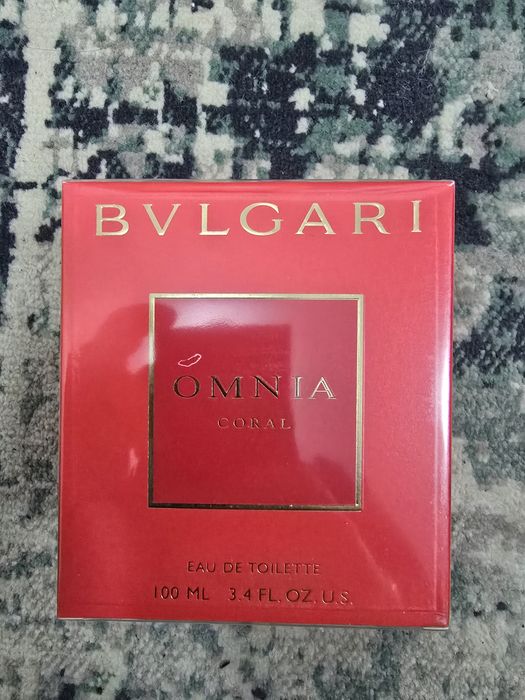 BVLGARI
OMNIA
CORAL
EAU DE TOILETTE
100 ML 3.4 FL. OZ. U.S.